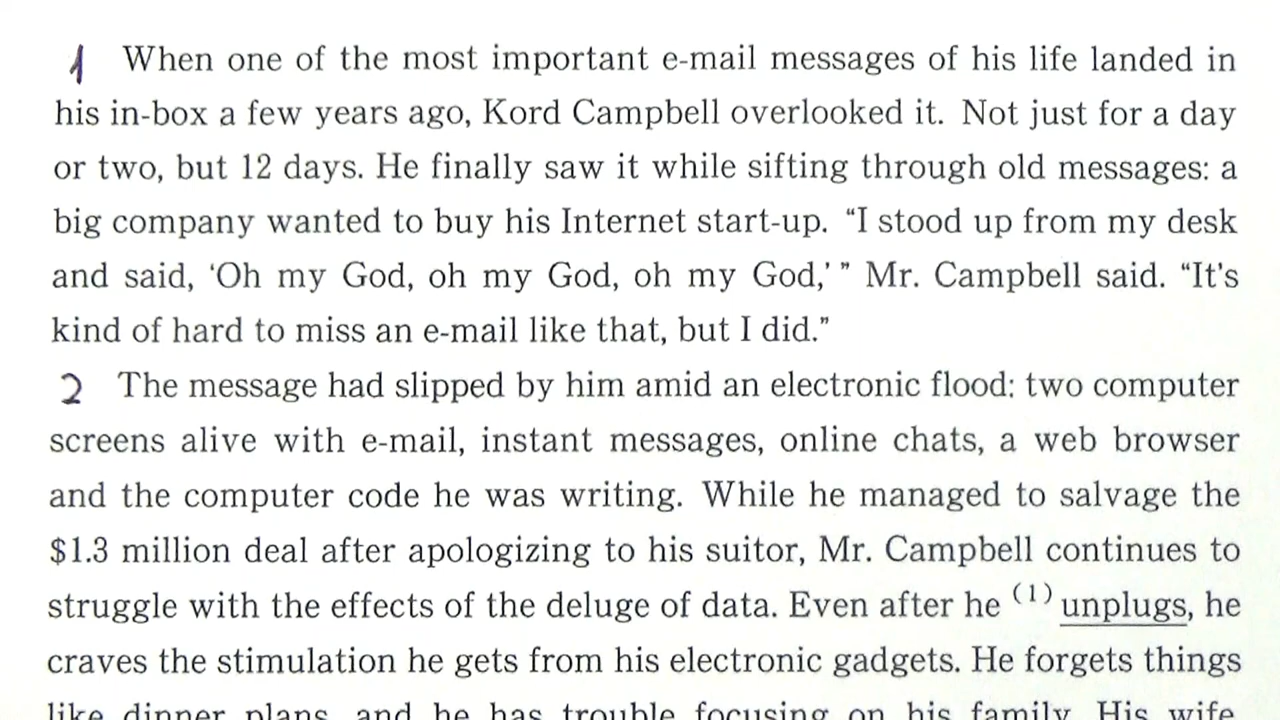 1 When one of the most important e-mail messages of his life landed in
his in-box a few years ago, Kord Campbell overlooked it. Not just for a day
or two, but 12 days. He finally saw it while sifting through old messages: a
big company wanted to buy his Internet start-up. “I stood up from my desk
and said, ‘Oh my God, oh my God, oh my God,’ ” Mr. Campbell said. “It’s
kind of hard to miss an e-mail like that, but I did.”
2 The message had slipped by him amid an electronic flood: two computer
screens alive with e-mail, instant messages, online chats, a web browser
and the computer code he was writing. While he managed to salvage the
$1.3 million deal after apologizing to his suitor, Mr. Campbell continues to
struggle with the effects of the deluge of data. Even after he (1) unplugs, he
craves the stimulation he gets from his electronic gadgets. He forgets things
like dinner plans, and he has trouble focusing on his family. His wife,